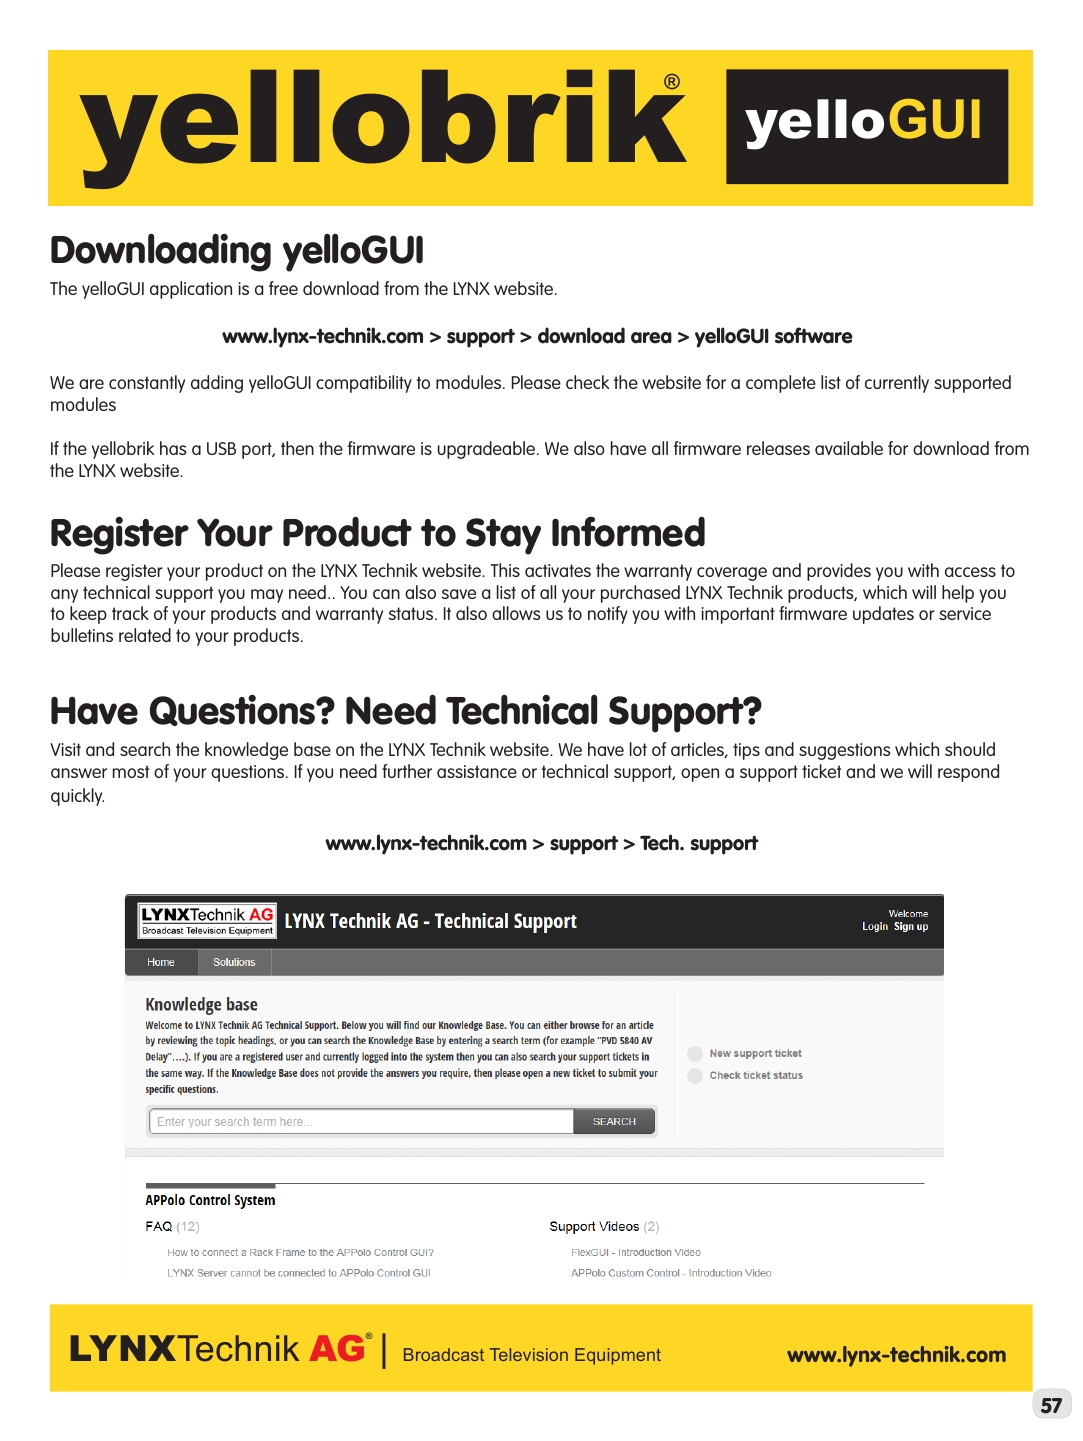 yellobrik®
yelloGUI
Downloading yelloGUI
The yelloGUI application is a free download from the LYNX website.
www.lynx-technik.com > support > download area > yelloGUI software
We are constantly adding yelloGUI compatibility to modules. Please check the website for a complete list of currently supported
modules
If the yellobrik has a USB port, then the firmware is upgradeable. We also have all firmware releases available for download from
the LYNX website.
Register Your Product to Stay Informed
Please register your product on the LYNX Technik website. This activates the warranty coverage and provides you with access to
any technical support you may need.. You can also save a list of all your purchased LYNX Technik products, which will help you
to keep track of your products and warranty status. It also allows us to notify you with important firmware updates or service
bulletins related to your products.
Have Questions? Need Technical Support?
Visit and search the knowledge base on the LYNX Technik website. We have lot of articles, tips and suggestions which should
answer most of your questions. If you need further assistance or technical support, open a support ticket and we will respond
quickly.
www.lynx-technik.com > support > Tech. support
LYNXTechnik AG
Broadcast Television Equipment
LYNX Technik AG - Technical Support
Welcome
Login Sign up
Home Solutions
Knowledge base
Welcome to LYNX Technik AG Technical Support. Below you will find our Knowledge Base. You can either browse for an article
by reviewing the topic headings, or you can search the Knowledge Base by entering a search term (for example "PVD 5840 AV
Delay"....). If you are a registered user and currently logged into the system then you can also search your support tickets in
the same way. If the Knowledge Base does not provide the answers you require, then please open a new ticket to submit your
specific questions.
New support ticket
Check ticket status
Enter your search term here... SEARCH
APPolo Control System
FAQ (12)
How to connect a Rack Frame to the APPolo Control GUI?
LYNX Server cannot be connected to APPolo Control GUI
Support Videos (2)
FlexGUI - Introduction Video
APPolo Custom Control - Introduction Video
LYNXTechnik AG® | Broadcast Television Equipment
www.lynx-technik.com
57